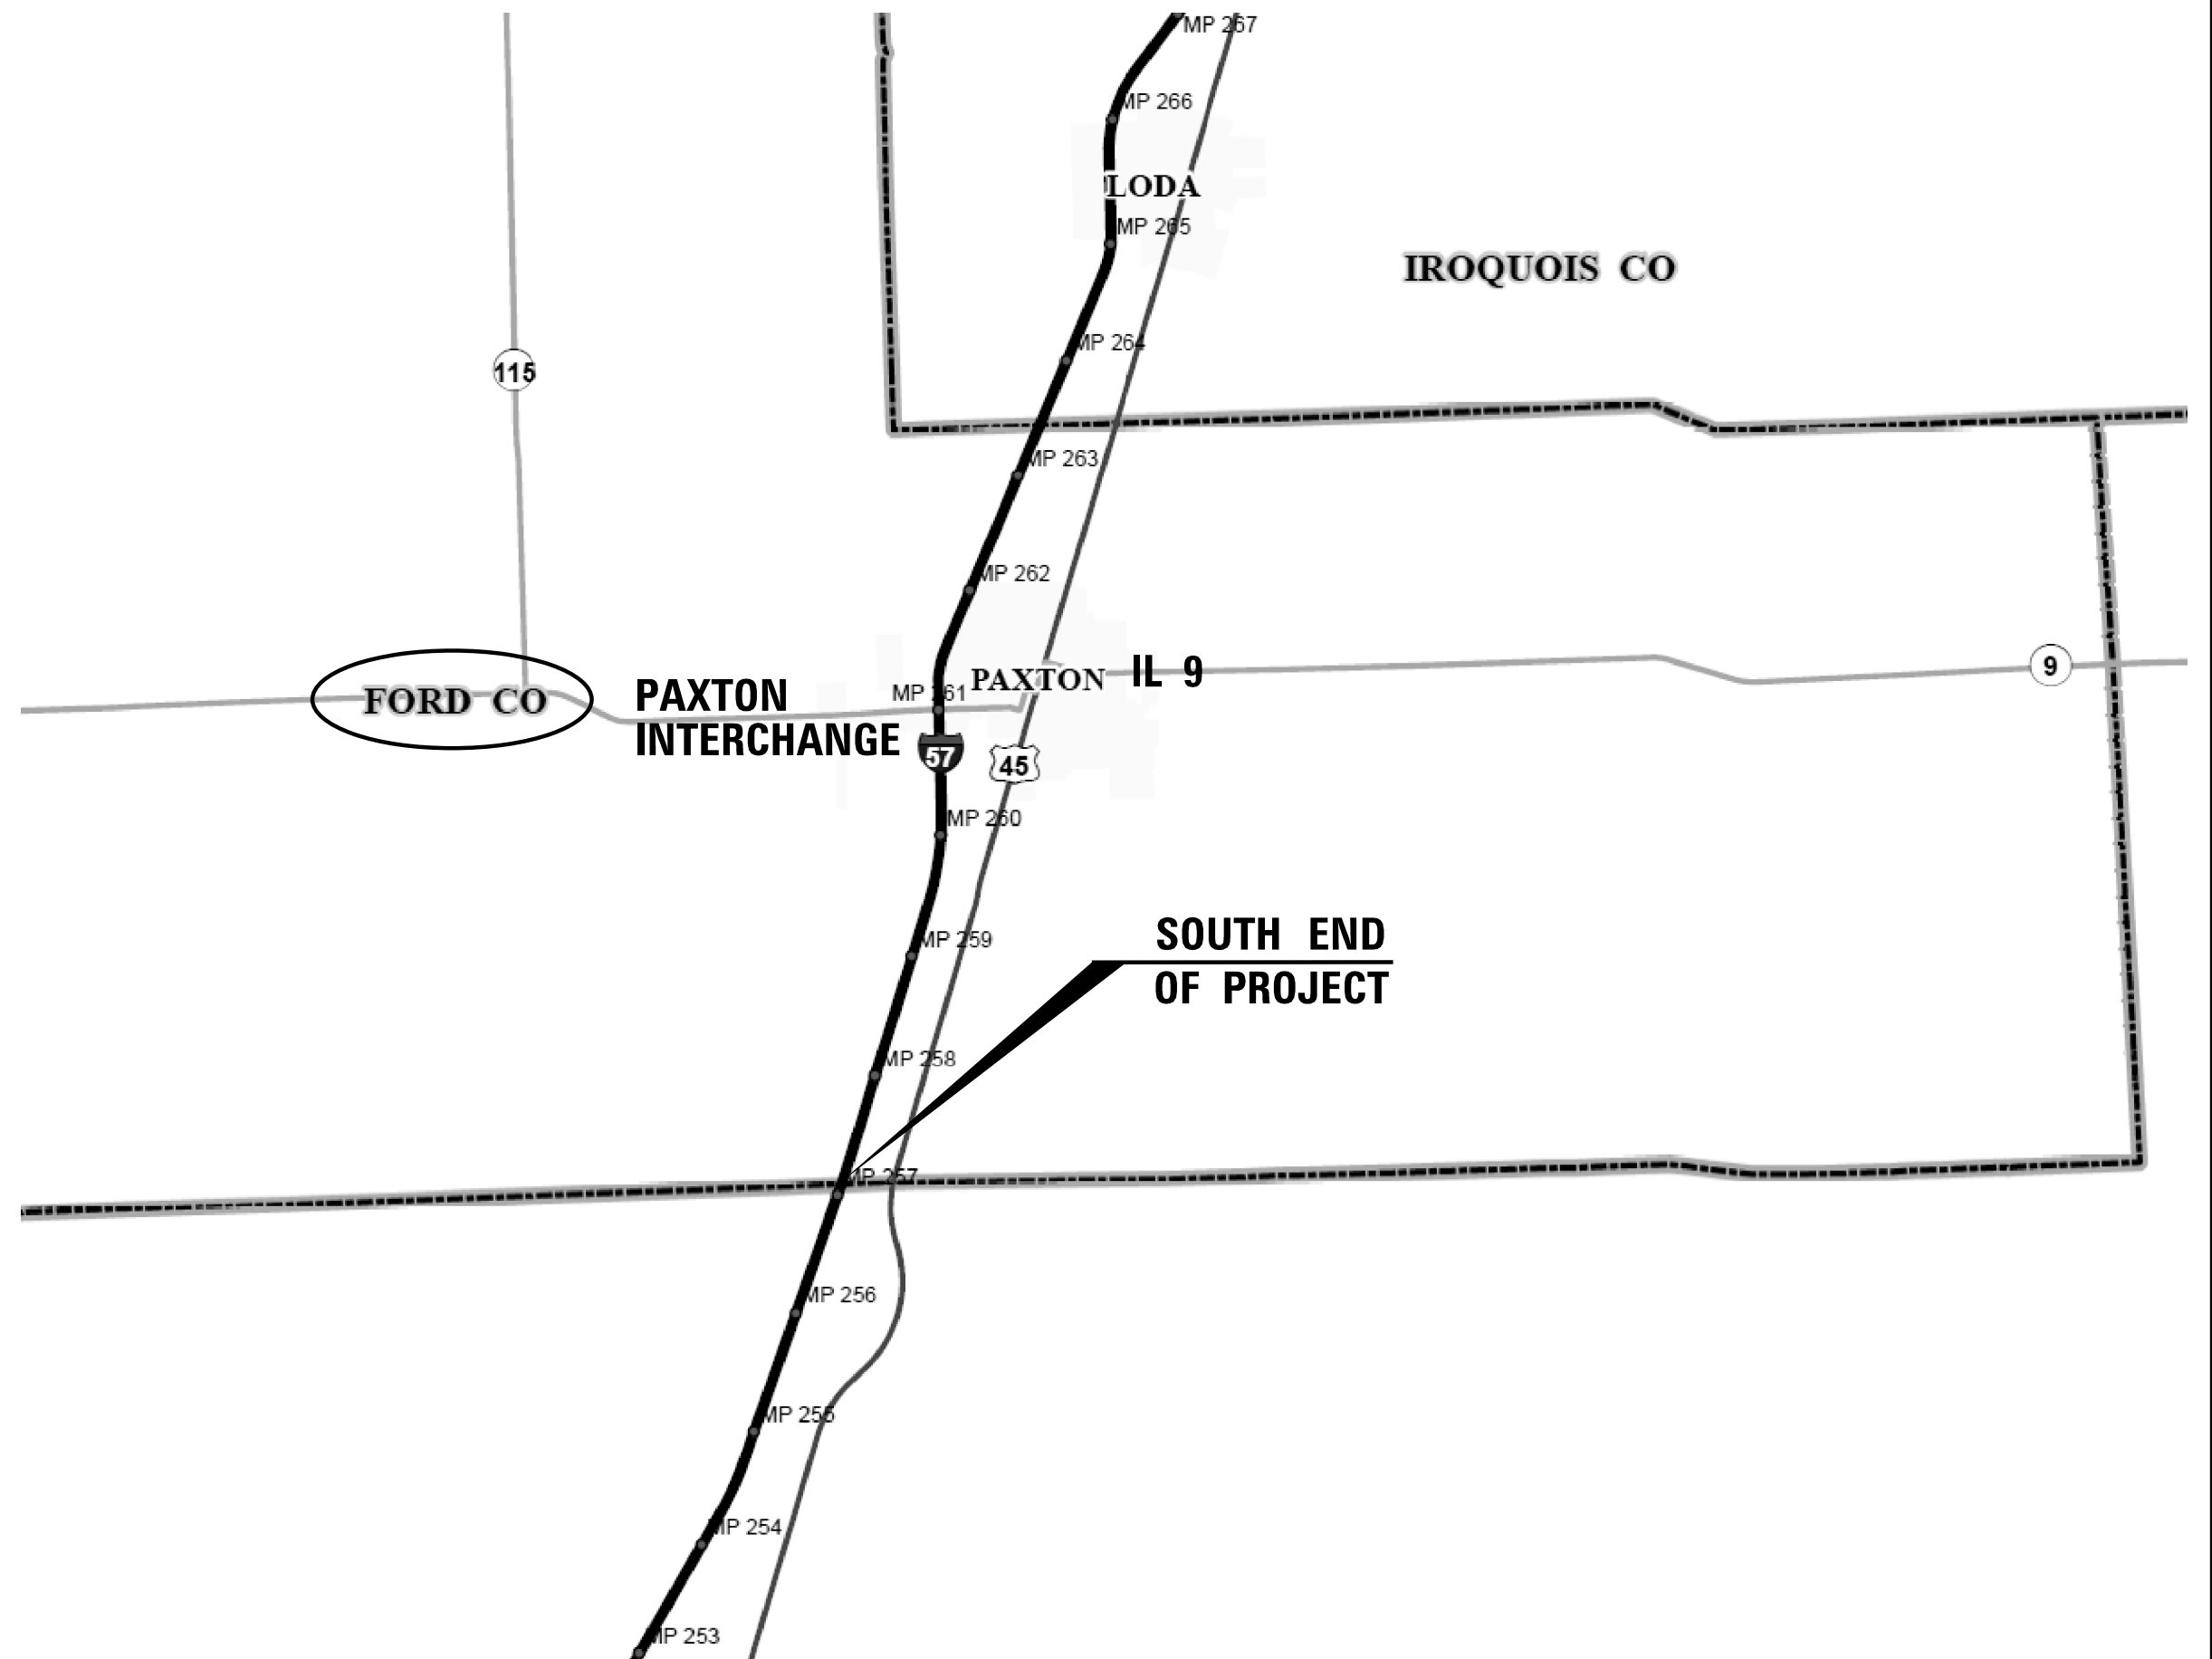 MP 267
MP 266
LODA
MP 265
IROQUOIS CO
MP 264
115
MP 263
MP 262
IL 9
9
PAXTON
MP 261
FORD CO
PAXTON
INTERCHANGE
57
45
MP 260
SOUTH END
OF PROJECT
MP 259
MP 258
MP 257
MP 256
MP 255
MP 254
MP 253